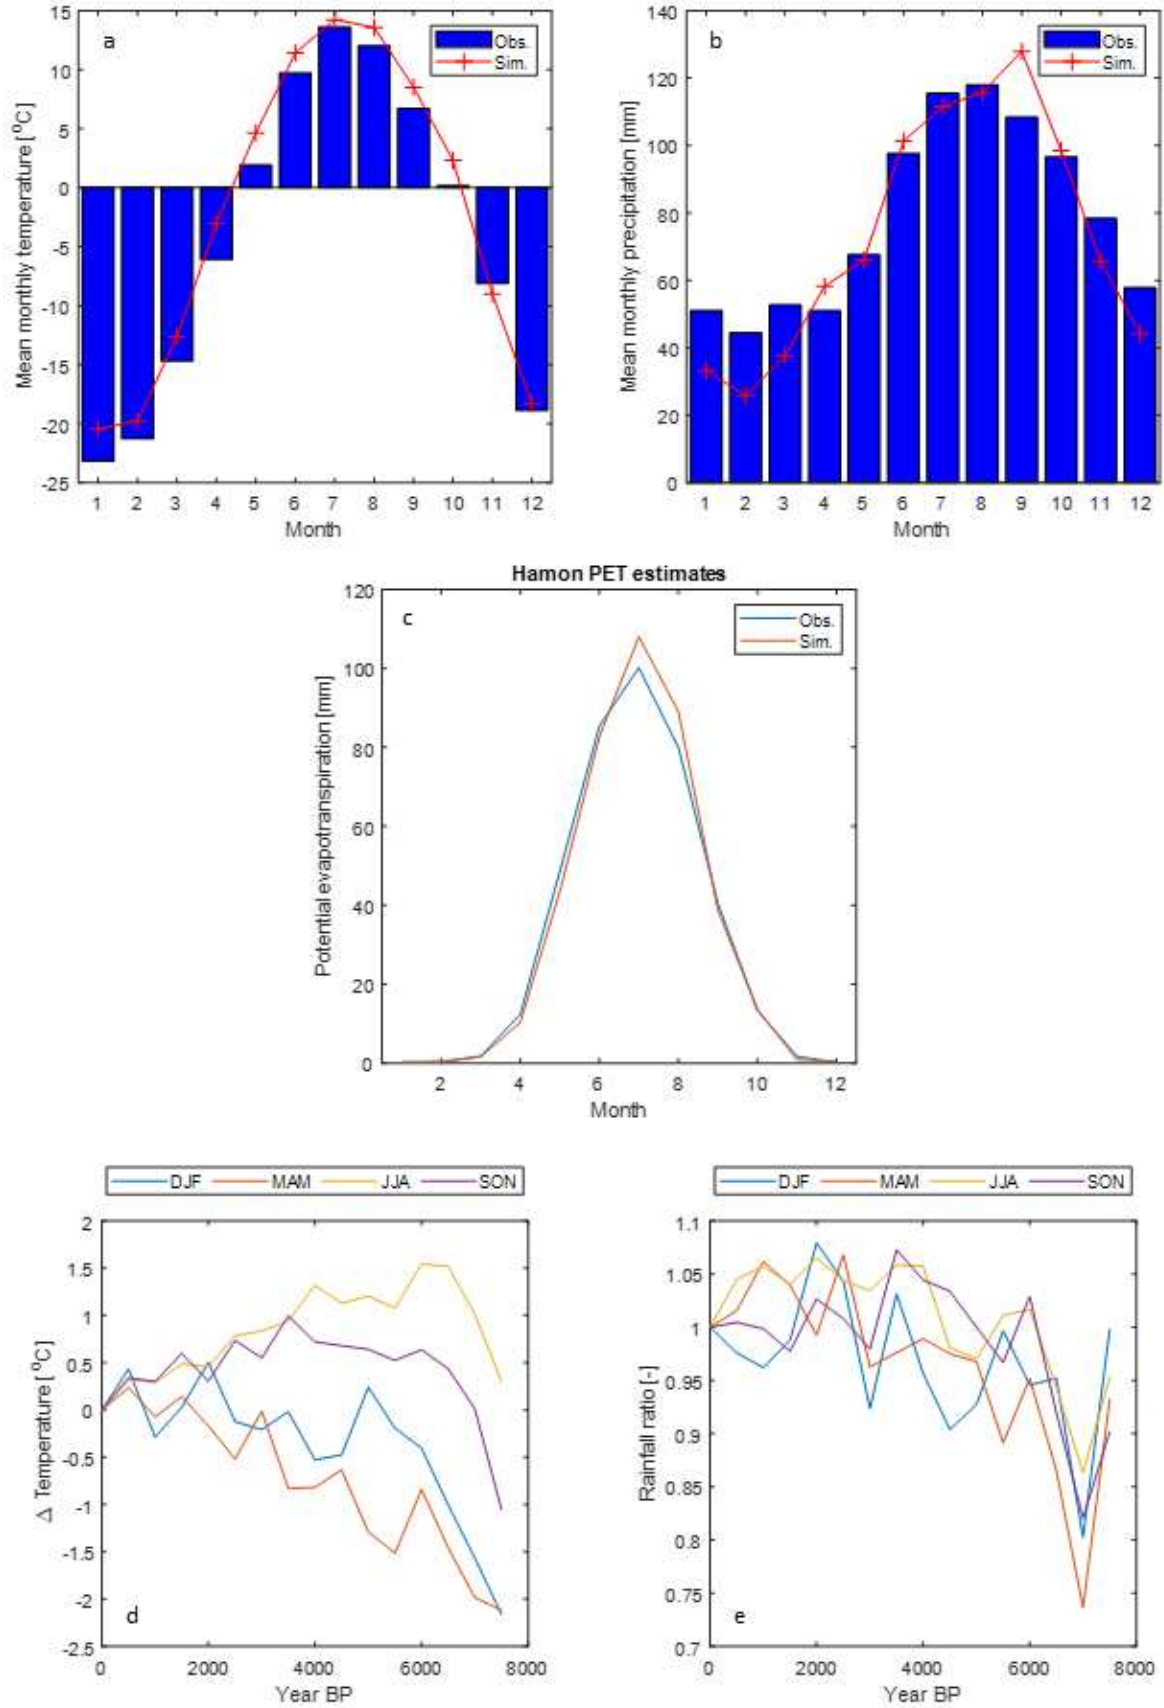 a
Obs.
Sim.
15
10
5
0
-5
-10
-15
-20
-25
Mean monthly temperature [ °C]
1 2 3 4 5 6 7 8 9 10 11 12
Month
b
Obs.
Sim.
140
120
100
80
60
40
20
0
Mean monthly precipitation [mm]
1 2 3 4 5 6 7 8 9 10 11 12
Month
Hamon PET estimates
c
Obs.
Sim.
120
100
80
60
40
20
0
Potential evapotranspiration [mm]
2 4 6 8 10 12
Month
DJF MAM JJA SON
2
1.5
1
0.5
0
-0.5
-1
-1.5
-2
-2.5
Δ Temperature [ °C]
d
0 2000 4000 6000 8000
Year BP
DJF MAM JJA SON
1.1
1.05
1
0.95
0.9
0.85
0.8
0.75
0.7
Rainfall ratio [-]
e
0 2000 4000 6000 8000
Year BP